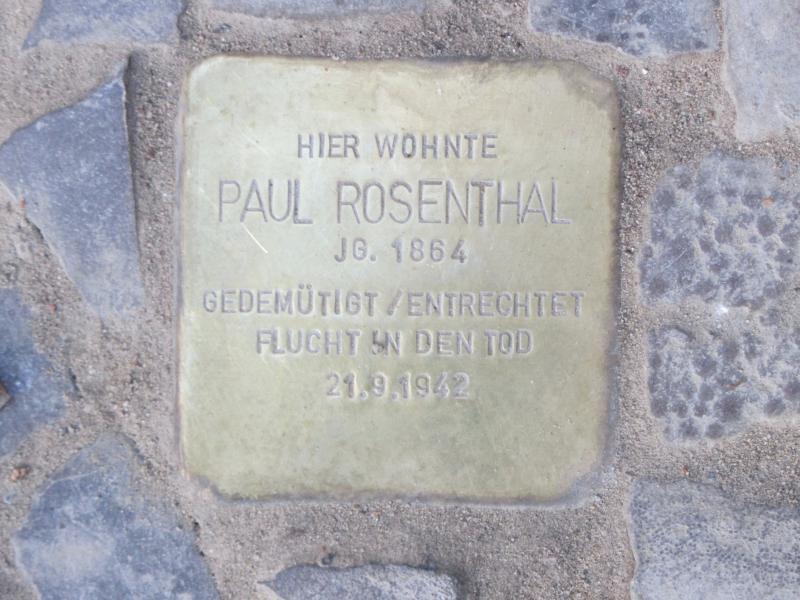 HIER WOHNTE
PAUL ROSENTHAL
JG. 1864
GEDEMÜTIGT / ENTRECHTET
FLUCHT IN DEN TOD
21.9.1942